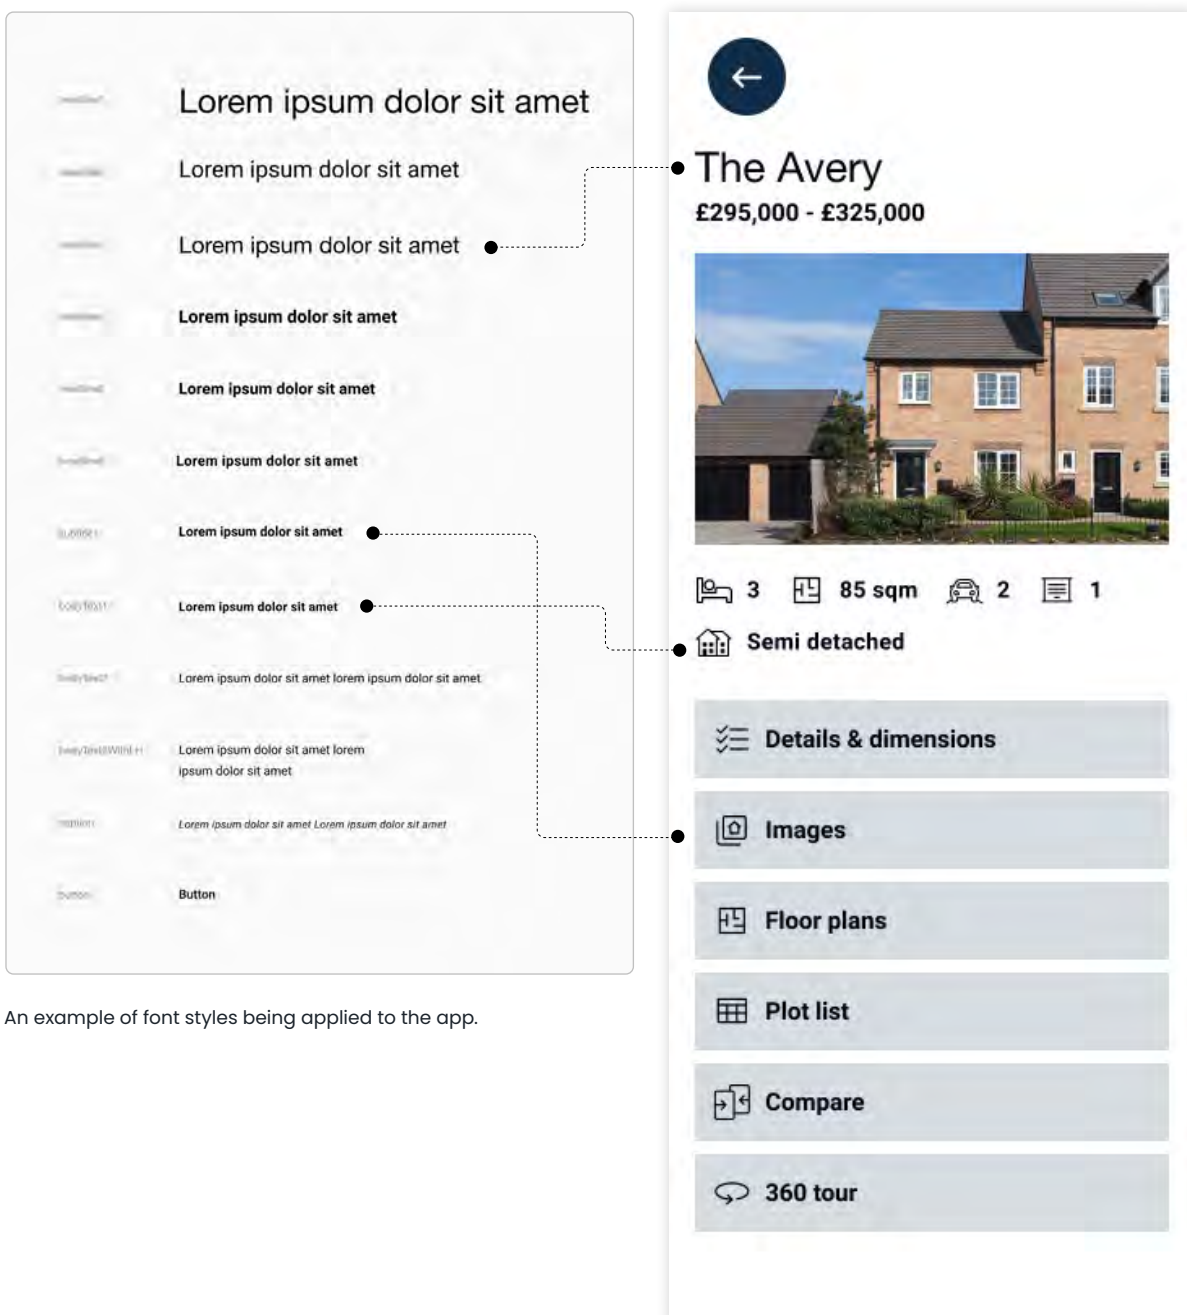 Lorem ipsum dolor sit amet
Lorem ipsum dolor sit amet
Lorem ipsum dolor sit amet
Lorem ipsum dolor sit amet
Lorem ipsum dolor sit amet
Lorem ipsum dolor sit amet
Lorem ipsum dolor sit amet
Lorem ipsum dolor sit amet
Lorem ipsum dolor sit amet lorem ipsum dolor sit amet
Lorem ipsum dolor sit amet lorem
ipsum dolor sit amet
caption
Lorem ipsum dolor sit amet Lorem ipsum dolor sit amet
button
Button
An example of font styles being applied to the app.
The Avery
£295,000 - £325,000
3 85 sqm 2 1
Semi detached
Details & dimensions
Images
Floor plans
Plot list
Compare
360 tour